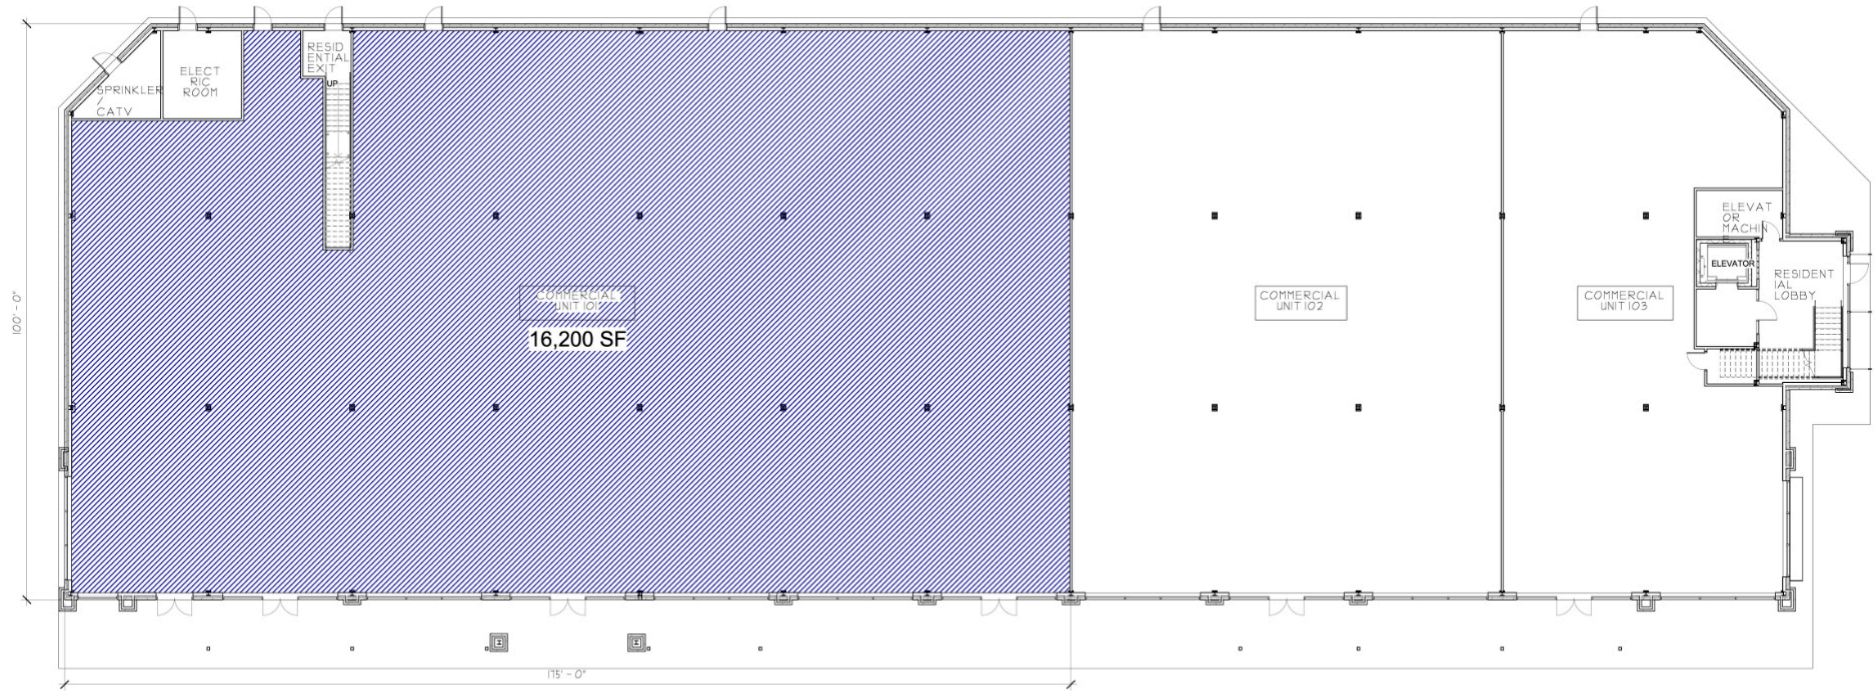 RESID
ENTIAL
EXIT
UP
ELECT
RIC
ROOM
SPRINKLER
/
CATV
100' - 0"
COMMERCIAL
UNIT 101
16,200 SF
COMMERCIAL
UNIT 102
COMMERCIAL
UNIT 103
ELEVAT
OR
MACHIN
ELEVATOR
RESIDENT
IAL
LOBBY
175' - 0"